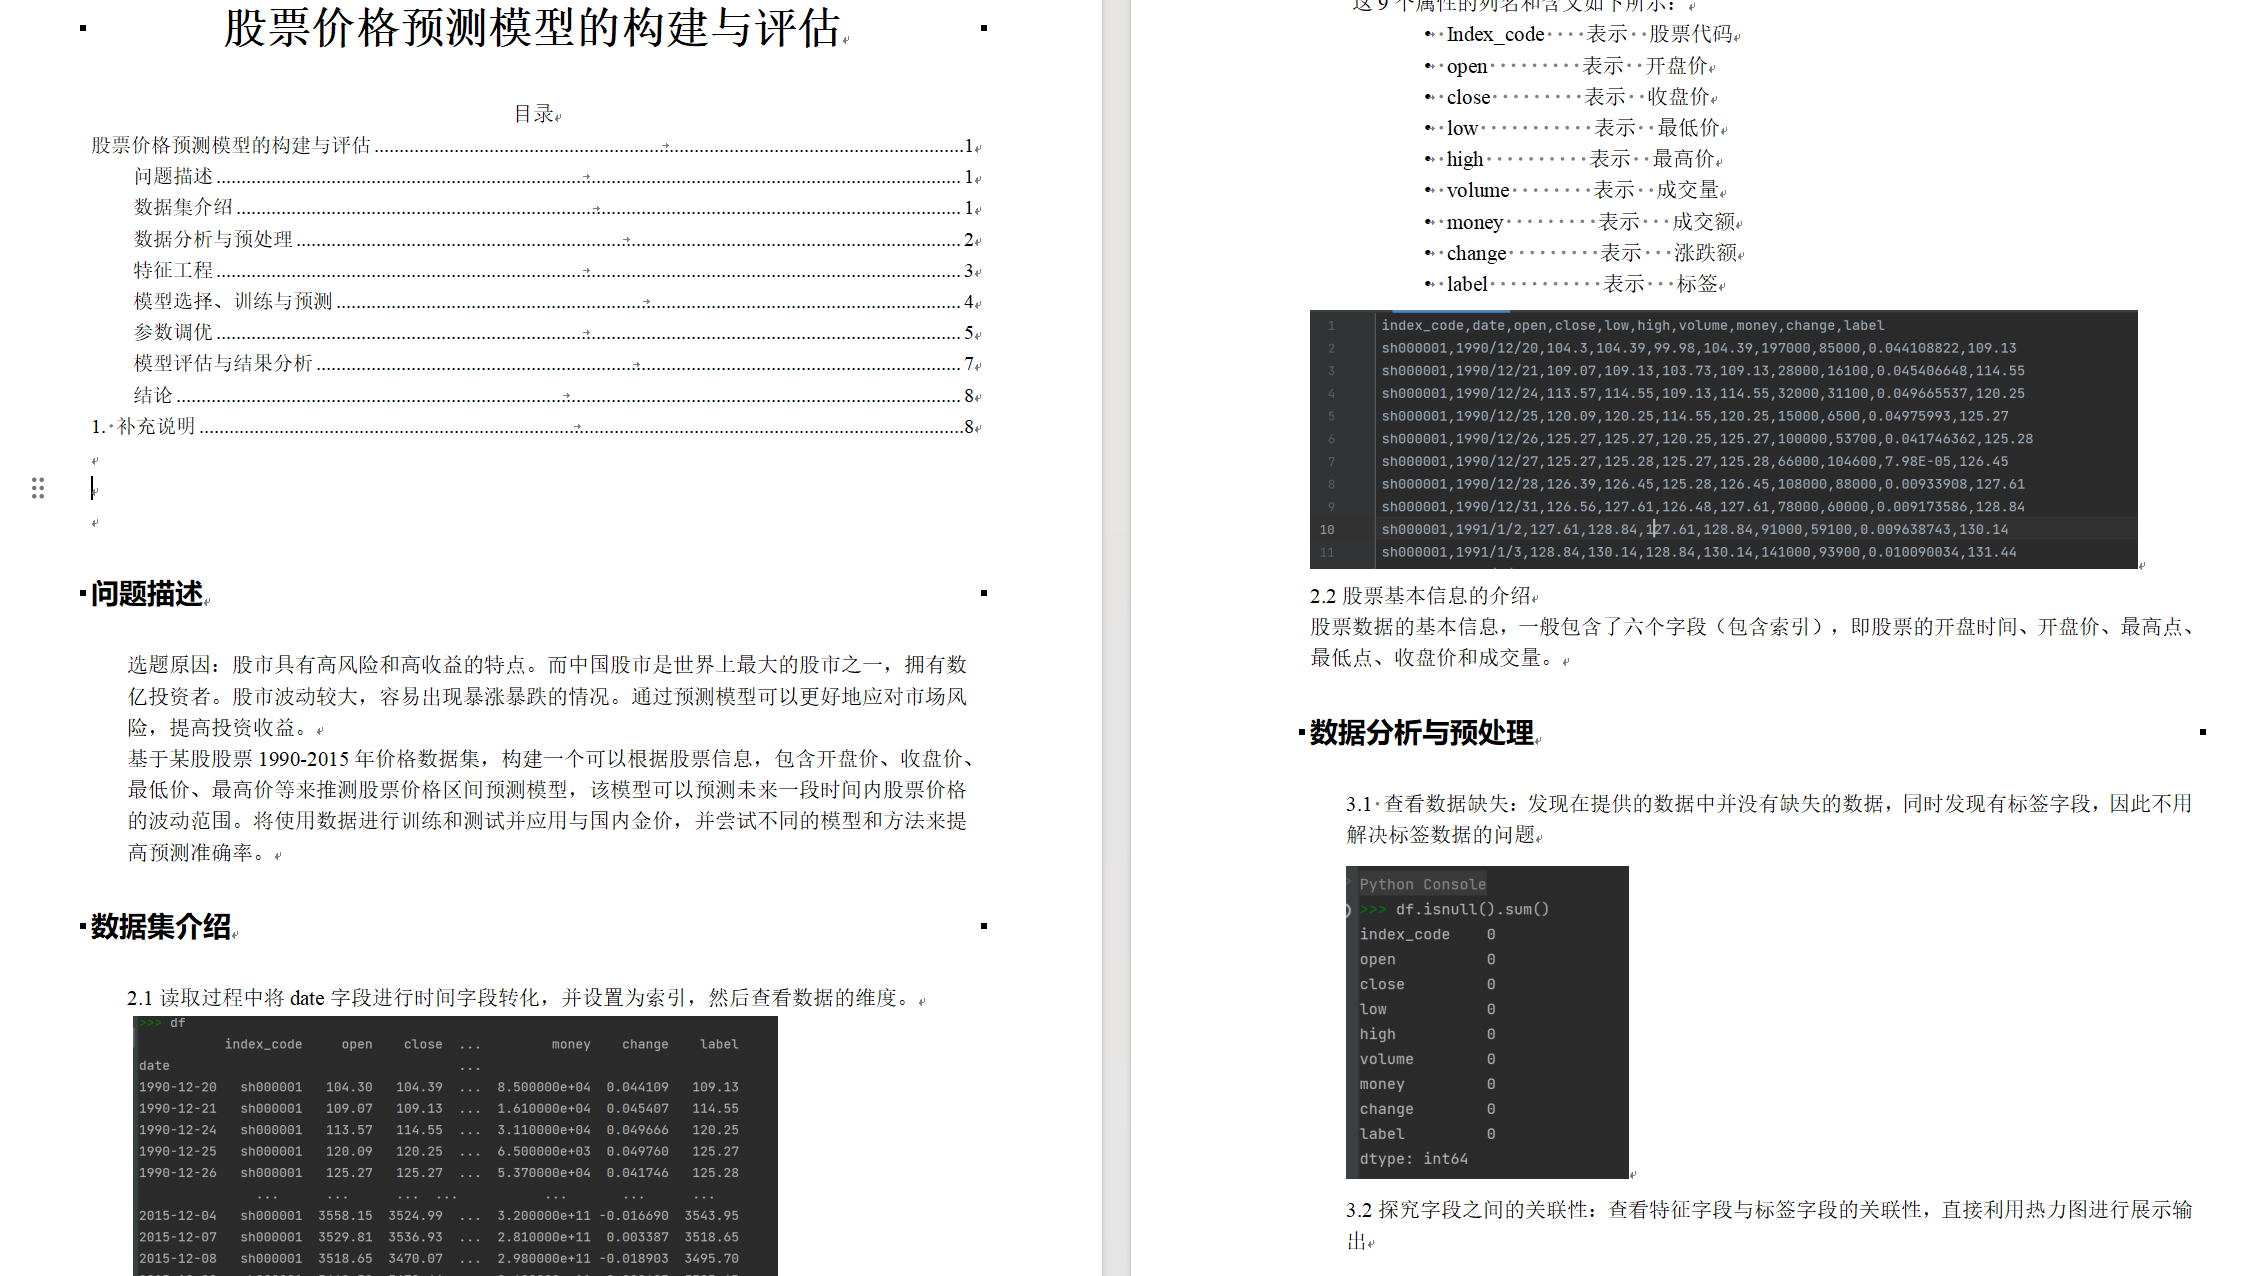 股票价格预测模型的构建与评估
目录
股票价格预测模型的构建与评估 1
问题描述 1
数据集介绍 1
数据分析与预处理 2
特征工程 3
模型选择、训练与预测 4
参数调优 5
模型评估与结果分析 7
结论 8
1. 补充说明 8
问题描述
选题原因：股市具有高风险和高收益的特点。而中国股市是世界上最大的股市之一，拥有数
亿投资者。股市波动较大，容易出现暴涨暴跌的情况。通过预测模型可以更好地应对市场风
险，提高投资收益。
基于某股股票 1990-2015 年价格数据集，构建一个可以根据股票信息，包含开盘价、收盘价、
最低价、最高价等来推测股票价格区间预测模型，该模型可以预测未来一段时间内股票价格
的波动范围。将使用数据进行训练和测试并应用与国内金价，并尝试不同的模型和方法来提
高预测准确率。
数据集介绍
2.1 读取过程中将 date 字段进行时间字段转化，并设置为索引，然后查看数据的维度。
>>> df
index_code open close ... money change label
date ...
1990-12-20 sh000001 104.30 104.39 ... 8.500000e+04 0.044109 109.13
1990-12-21 sh000001 109.07 109.13 ... 1.610000e+04 0.045407 114.55
1990-12-24 sh000001 113.57 114.55 ... 3.110000e+04 0.049666 120.25
1990-12-25 sh000001 120.09 120.25 ... 6.500000e+03 0.049760 125.27
1990-12-26 sh000001 125.27 125.27 ... 5.370000e+04 0.041746 125.28
... ... ... ... ... ... ...
2015-12-04 sh000001 3558.15 3524.99 ... 3.200000e+11 -0.016690 3543.95
2015-12-07 sh000001 3529.81 3536.93 ... 2.810000e+11 0.003387 3518.65
2015-12-08 sh000001 3518.65 3470.07 ... 2.980000e+11 -0.018903 3495.70
这 9 个属性的列名和含义如下所示：
• Index_code 表示 股票代码
• open 表示 开盘价
• close 表示 收盘价
• low 表示 最低价
• high 表示 最高价
• volume 表示 成交量
• money 表示 成交额
• change 表示 涨跌额
• label 表示 标签
1 index_code,date,open,close,low,high,volume,money,change,label
2 sh000001,1990/12/20,104.3,104.39,99.98,104.39,197000,85000,0.044108822,109.13
3 sh000001,1990/12/21,109.07,109.13,103.73,109.13,28000,16100,0.045406648,114.55
4 sh000001,1990/12/24,113.57,114.55,109.13,114.55,32000,31100,0.049665537,120.25
5 sh000001,1990/12/25,120.09,120.25,114.55,120.25,15000,6500,0.04975993,125.27
6 sh000001,1990/12/26,125.27,125.27,120.25,125.27,100000,53700,0.041746362,125.28
7 sh000001,1990/12/27,125.27,125.28,125.27,125.28,66000,104600,7.98E-05,126.45
8 sh000001,1990/12/28,126.39,126.45,125.28,126.45,108000,88000,0.00933908,127.61
9 sh000001,1990/12/31,126.56,127.61,126.48,127.61,78000,60000,0.009173586,128.84
10 sh000001,1991/1/2,127.61,128.84,127.61,128.84,91000,59100,0.009638743,130.14
11 sh000001,1991/1/3,128.84,130.14,128.84,130.14,141000,93900,0.010090034,131.44
2.2 股票基本信息的介绍
股票数据的基本信息，一般包含了六个字段（包含索引），即股票的开盘时间、开盘价、最高点、
最低点、收盘价和成交量。
数据分析与预处理
3.1 查看数据缺失：发现在提供的数据中并没有缺失的数据，同时发现有标签字段，因此不用
解决标签数据的问题
Python Console
>>> df.isnull().sum()
index_code 0
open 0
close 0
low 0
high 0
volume 0
money 0
change 0
label 0
dtype: int64
3.2 探究字段之间的关联性：查看特征字段与标签字段的关联性，直接利用热力图进行展示输
出